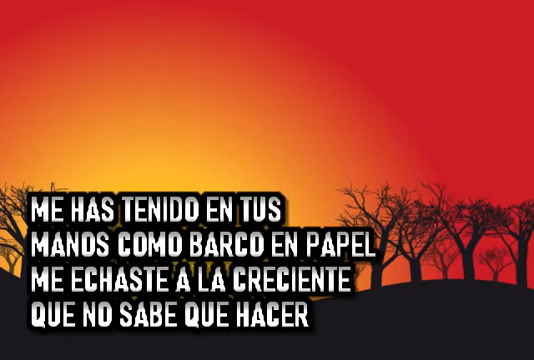 ME HAS TENIDO EN TUS
MANOS COMO BARCO EN PAPEL
ME ECHASTE A LA CRECIENTE
QUE NO SABE QUE HACER